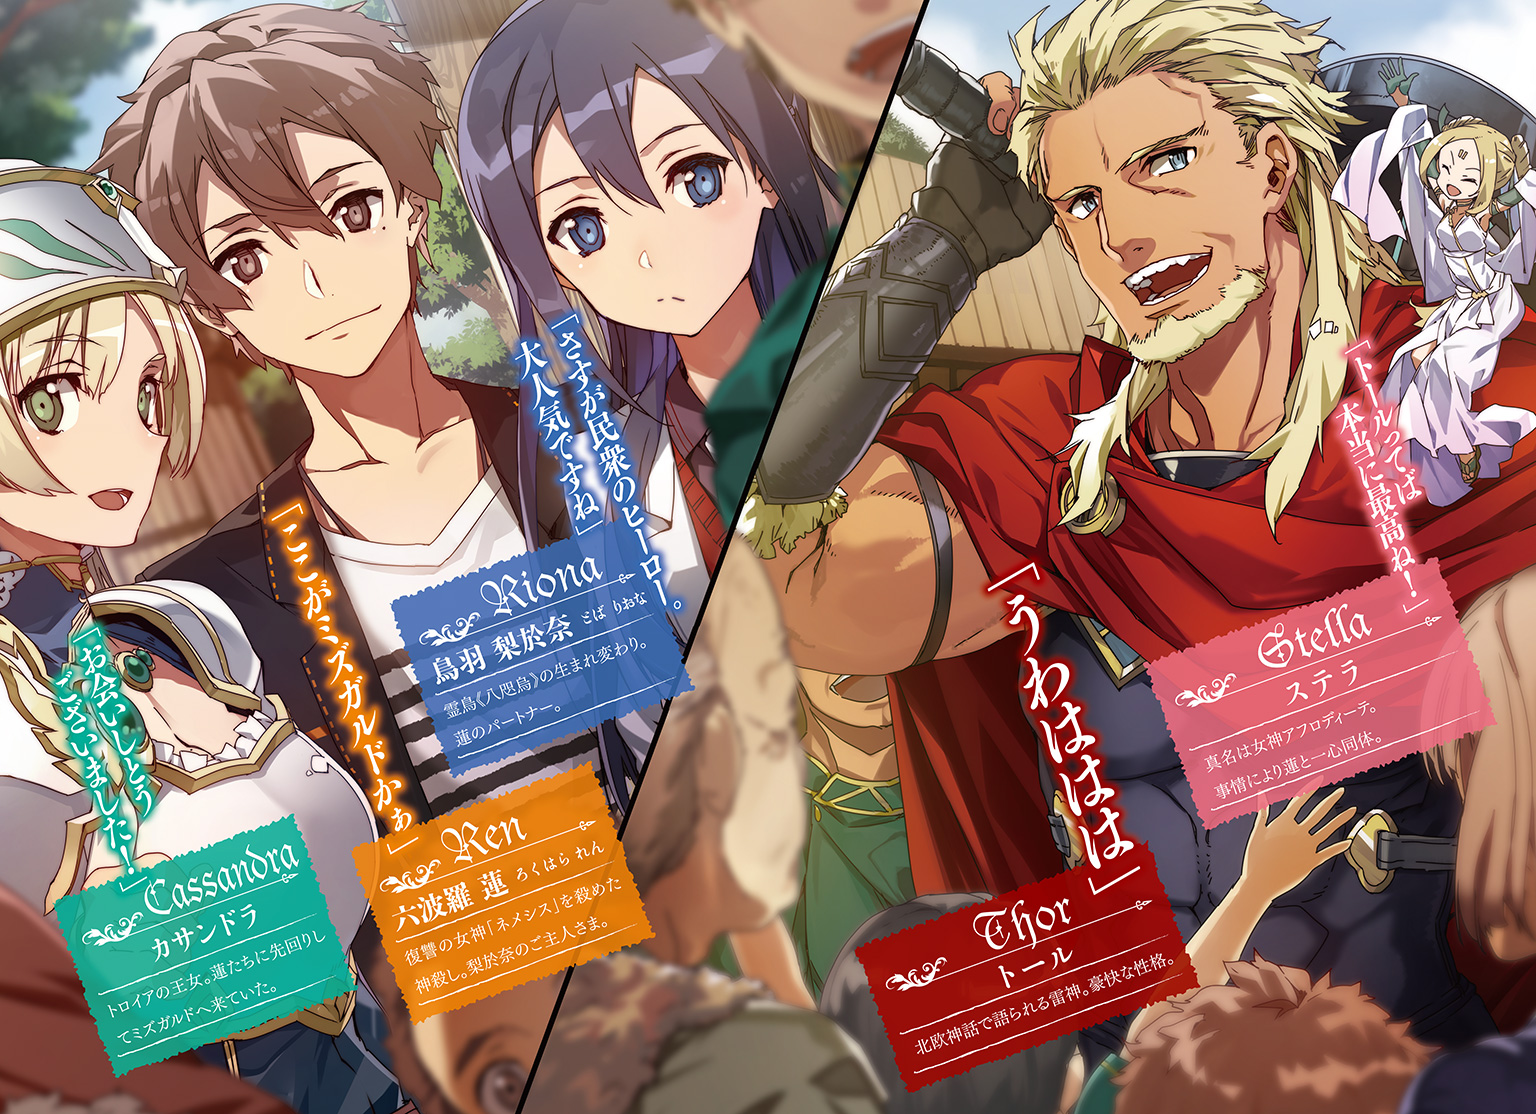 「トールってば
本当に最高ね！」
Stella
ステラ
真名は女神アフロディーテ。
事情により蓮と一心同体。
「うわははは」
Thor
トール
北欧神話で語られる雷神。豪快な性格。
「さすが民衆のヒーロー。
大人気ですね」
Riona
鳥羽 梨於奈 とば りおな
霊鳥《八咫烏》の生まれ変わり。
蓮のパートナー。
「ここがミズガルドかぁ」
Ren
六波羅 蓮 ろくはら れん
復讐の女神「ネメシス」を殺めた
神殺し。梨於奈のご主人さま。
「お会いしとう
ございました！」
Cassandra
カサンドラ
トロイアの王女。蓮たちに先回りし
てミズガルドへ来ていた。